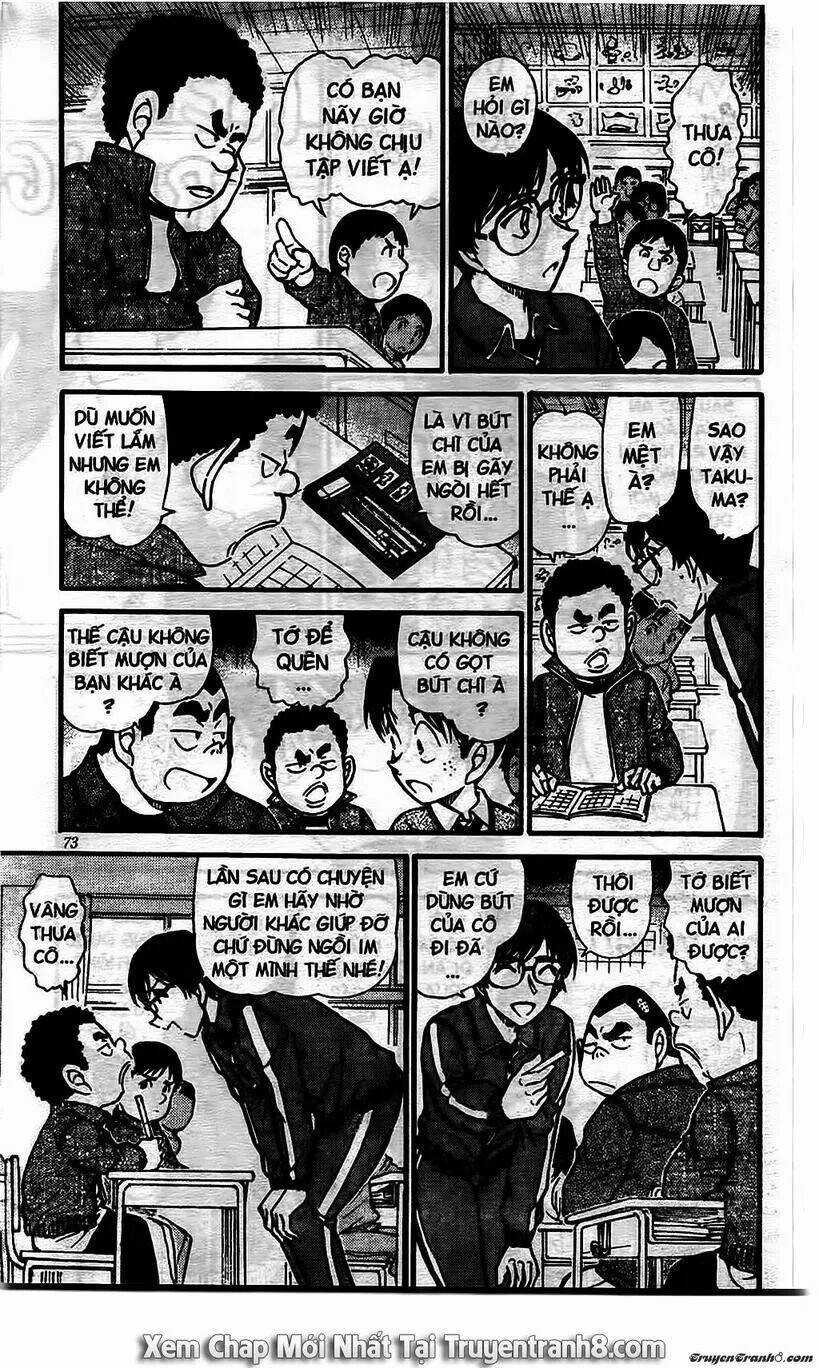 THƯA
CÔ!
EM
HỎI GÌ
NÀO?
CÓ BẠN
NÃY GIỜ
KHÔNG CHỊU
TẬP VIẾT Ạ!
SAO
VẬY
TAKU-
MA?
EM
MỆT
À?
KHÔNG
PHẢI
THẾ Ạ
...
LÀ VÌ BÚT
CHÌ CỦA
EM BỊ GÃY
NGÒI HẾT
RỒI...
DÙ MUỐN
VIẾT LẮM
NHƯNG EM
KHÔNG
THỂ!
CẬU KHÔNG
CÓ GỌT
BÚT CHÌ À
?
TỚ ĐỂ
QUÊN
...
THẾ CẬU KHÔNG
BIẾT MƯỢN CỦA
BẠN KHÁC À
?
73
TỚ BIẾT
MƯỢN
CỦA AI
ĐƯỢC?
THÔI
ĐƯỢC
RỒI...
EM CỨ
DÙNG BÚT
CỦA CÔ
ĐI ĐÃ
...
LẦN SAU CÓ CHUYỆN
GÌ EM HÃY NHỜ
NGƯỜI KHÁC GIÚP ĐỠ
CHỨ ĐỪNG NGỒI IM
MỘT MÌNH THẾ NHÉ!
VÂNG
THƯA
CÔ...
Xem Chap Mới Nhất Tại Truyentranh8.com
TruyenTranh8.com